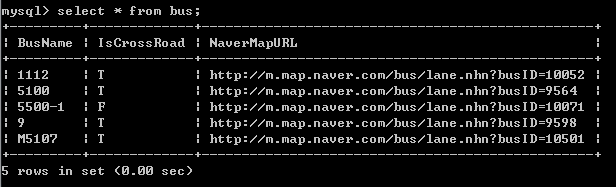 mysql> select * from bus;
+---------+-------------+--------------------------------------------------+
| BusName | IsCrossRoad | NaverMapURL                                      |
+---------+-------------+--------------------------------------------------+
| 1112    | T           | http://m.map.naver.com/bus/lane.nhn?busID=10052 |
| 5100    | T           | http://m.map.naver.com/bus/lane.nhn?busID=9564  |
| 5500-1  | F           | http://m.map.naver.com/bus/lane.nhn?busID=10071 |
| 9       | T           | http://m.map.naver.com/bus/lane.nhn?busID=9598  |
| M5107   | T           | http://m.map.naver.com/bus/lane.nhn?busID=10501 |
+---------+-------------+--------------------------------------------------+
5 rows in set (0.00 sec)